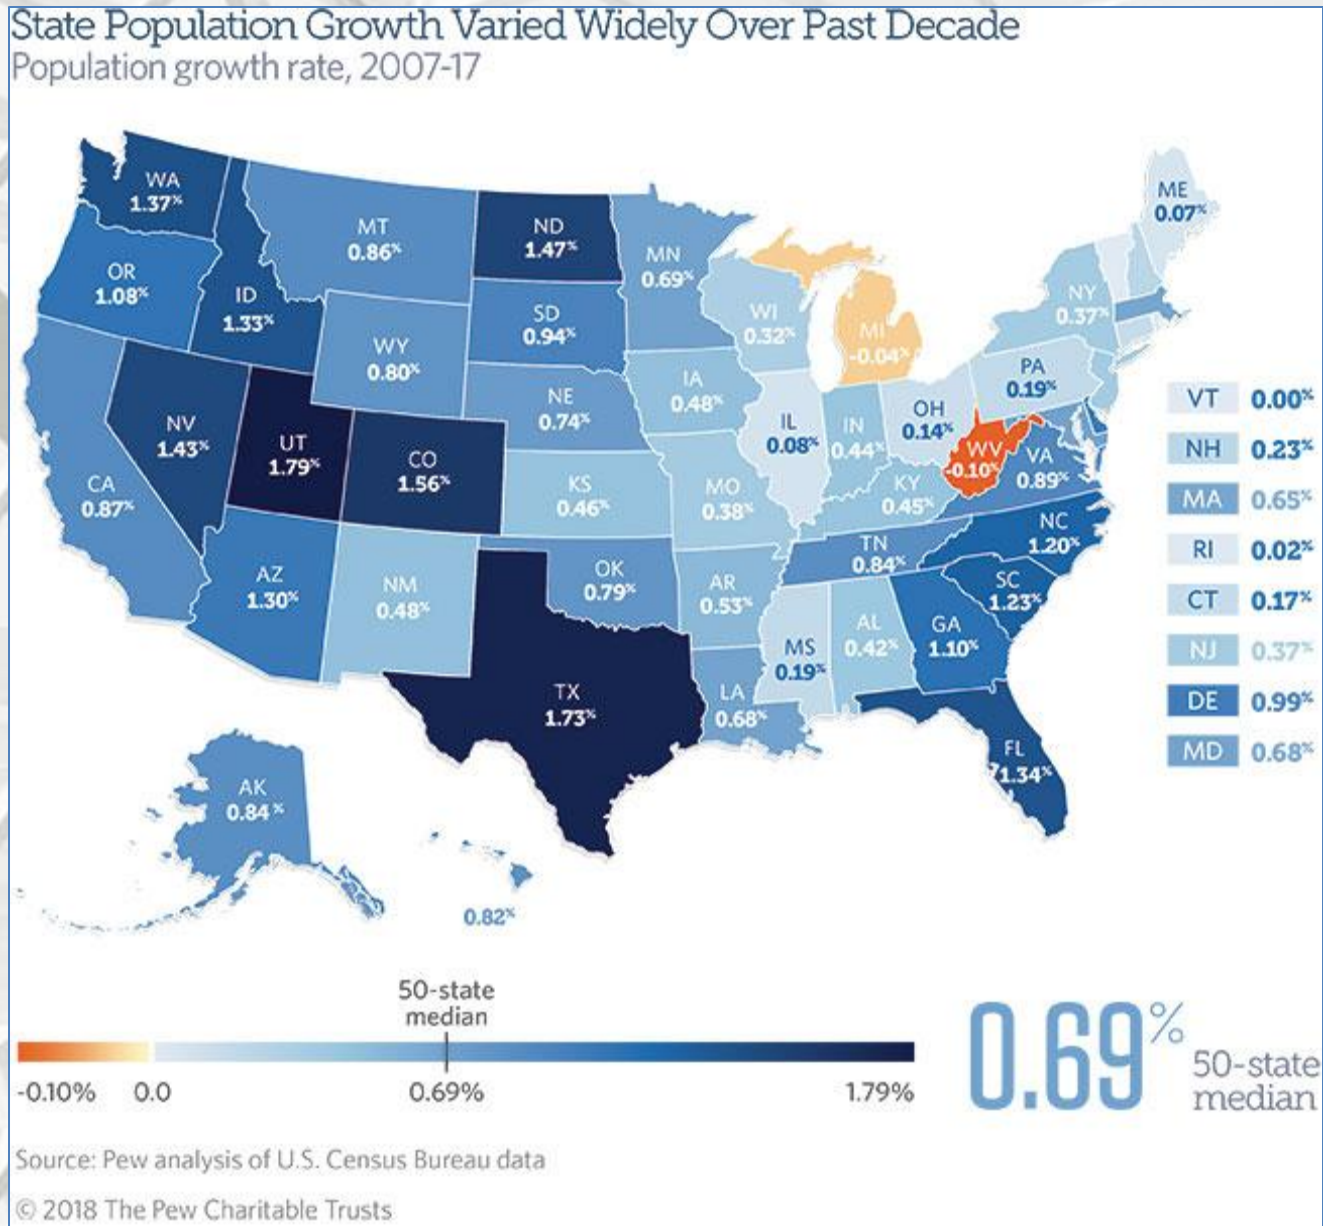 State Population Growth Varied Widely Over Past Decade
Population growth rate, 2007-17
WA
1.37%
OR
1.08%
ID
1.33%
MT
0.86%
ND
1.47%
MN
0.69%
SD
0.94%
WY
0.80%
NE
0.74%
WI
0.32%
MI
-0.04%
ME
0.07%
NY
0.37%
PA
0.19%
NV
1.43%
UT
1.79%
CO
1.56%
CA
0.87%
KS
0.46%
IA
0.48%
MO
0.38%
IL
0.08%
IN
0.44%
OH
0.14%
WV
-0.10%
VA
0.89%
KY
0.45%
NC
1.20%
TN
0.84%
SC
1.23%
AZ
1.30%
NM
0.48%
OK
0.79%
AR
0.53%
MS
0.19%
AL
0.42%
GA
1.10%
TX
1.73%
LA
0.68%
FL
1.34%
AK
0.84%
0.82%
VT 0.00%
NH 0.23%
MA 0.65%
RI 0.02%
CT 0.17%
NJ 0.37%
DE 0.99%
MD 0.68%
50-state
median
-0.10% 0.0 0.69% 1.79%
0.69%
50-state
median
Source: Pew analysis of U.S. Census Bureau data
© 2018 The Pew Charitable Trusts